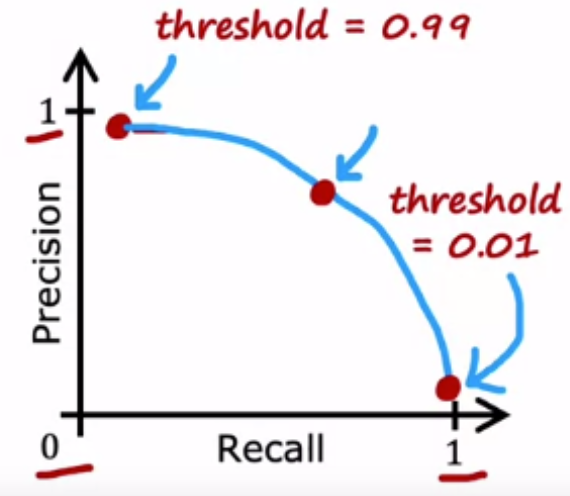 threshold = 0.99
1
Precision
threshold
= 0.01
0
Recall
1